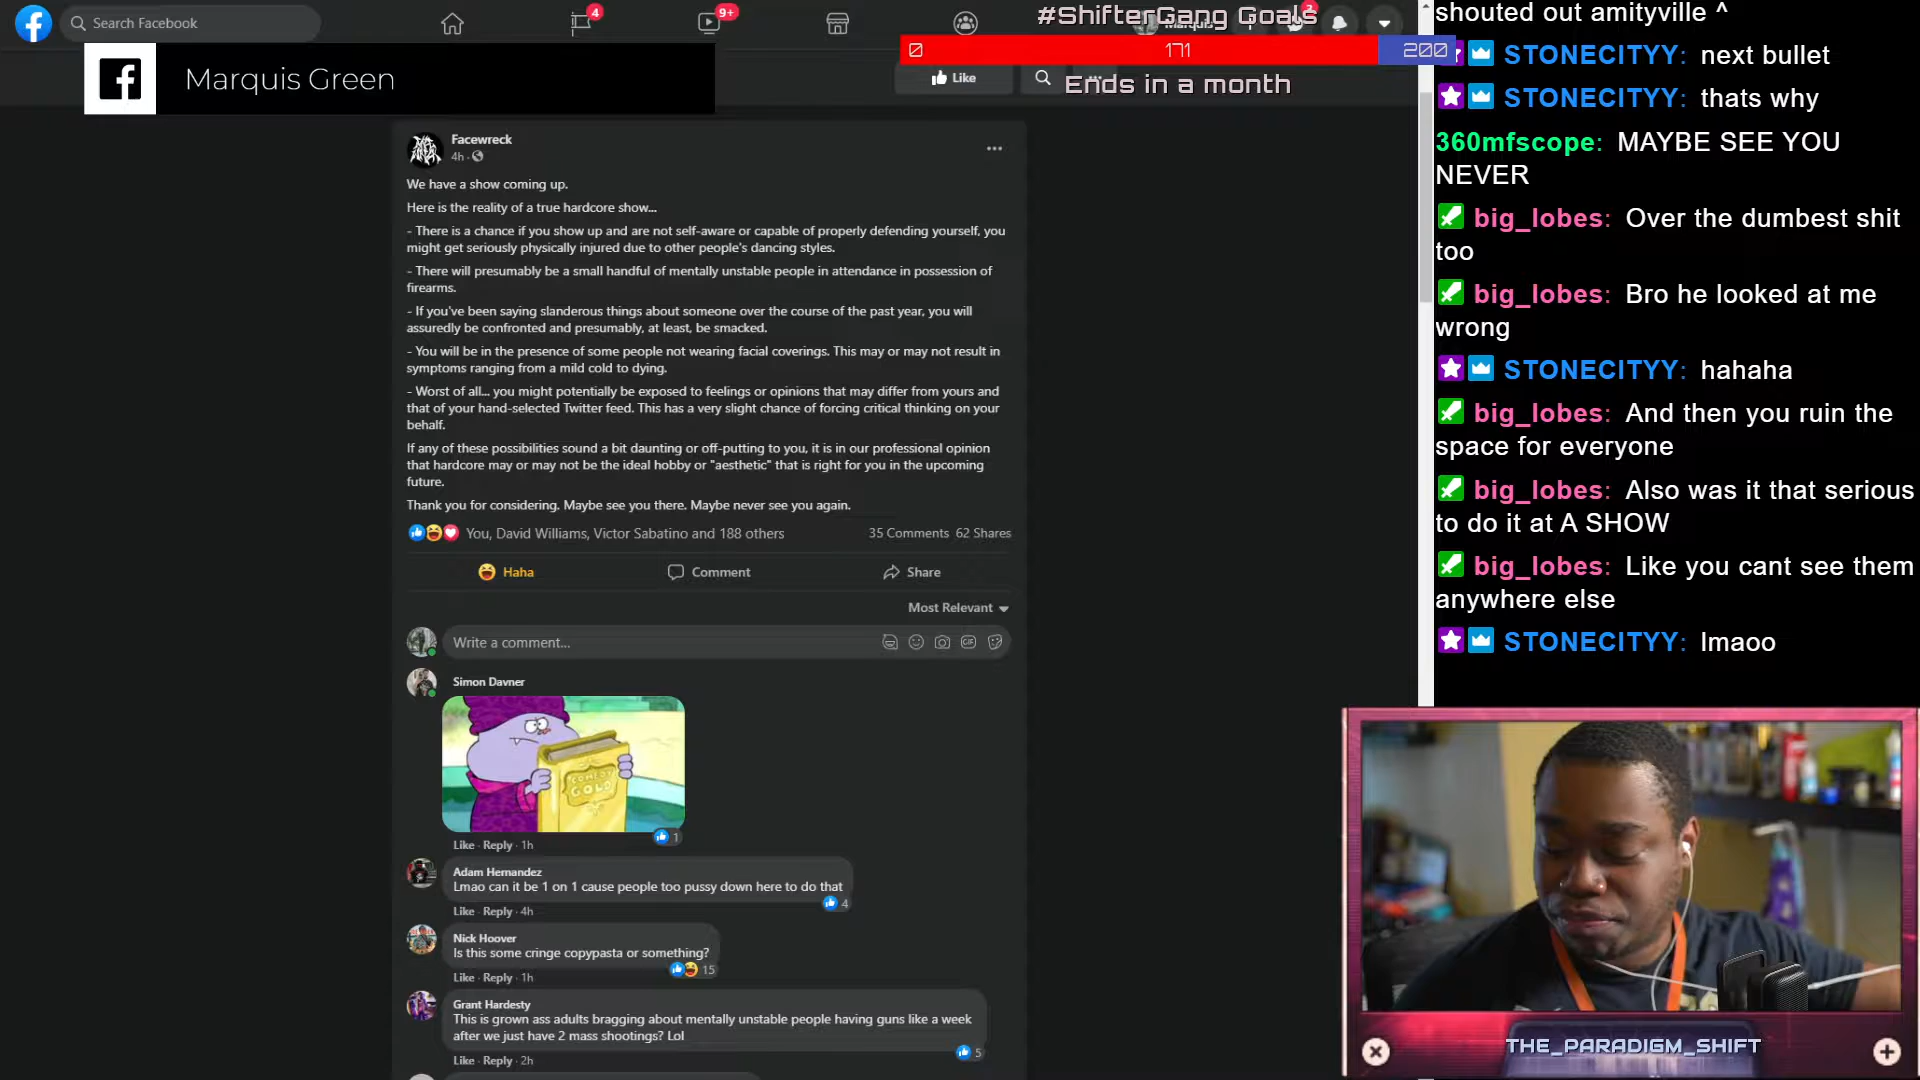 Search Facebook
4
9+
#ShifterGang Goals
0
171
200
Ends in a month
Marquis Green
Like
Facewreck
4h ·
We have a show coming up.
Here is the reality of a true hardcore show...
- There is a chance if you show up and are not self-aware or capable of properly defending yourself, you
might get seriously physically injured due to other people's dancing styles.
- There will presumably be a small handful of mentally unstable people in attendance in possession of
firearms.
- If you've been saying slanderous things about someone over the course of the past year, you will
assuredly be confronted and presumably, at least, be smacked.
- You will be in the presence of some people not wearing facial coverings. This may or may not result in
symptoms ranging from a mild cold to dying.
- Worst of all... you might potentially be exposed to feelings or opinions that may differ from yours and
that of your hand-selected Twitter feed. This has a very slight chance of forcing critical thinking on your
behalf.
If any of these possibilities sound a bit daunting or off-putting to you, it is in our professional opinion
that hardcore may or may not be the ideal hobby or "aesthetic" that is right for you in the upcoming
future.
Thank you for considering. Maybe see you there. Maybe never see you again.
You, David Williams, Victor Sabatino and 188 others
35 Comments 62 Shares
Haha
Comment
Share
Most Relevant
Write a comment...
GIF
Simon Davner
COMEDY
GOLD
1
Like · Reply · 1h
Adam Hernandez
Lmao can it be 1 on 1 cause people too pussy down here to do that
4
Like · Reply · 4h
Nick Hoover
Is this some cringe copypasta or something?
15
Like · Reply · 1h
Grant Hardesty
This is grown ass adults bragging about mentally unstable people having guns like a week
after we just have 2 mass shootings? Lol
5
Like · Reply · 2h
shouted out amityville ^
STONECITYY: next bullet
STONECITYY: thats why
360mfscope: MAYBE SEE YOU
NEVER
big_lobes: Over the dumbest shit
too
big_lobes: Bro he looked at me
wrong
STONECITYY: hahaha
big_lobes: And then you ruin the
space for everyone
big_lobes: Also was it that serious
to do it at A SHOW
big_lobes: Like you cant see them
anywhere else
STONECITYY: lmaoo
THE_PARADIGM_SHIFT